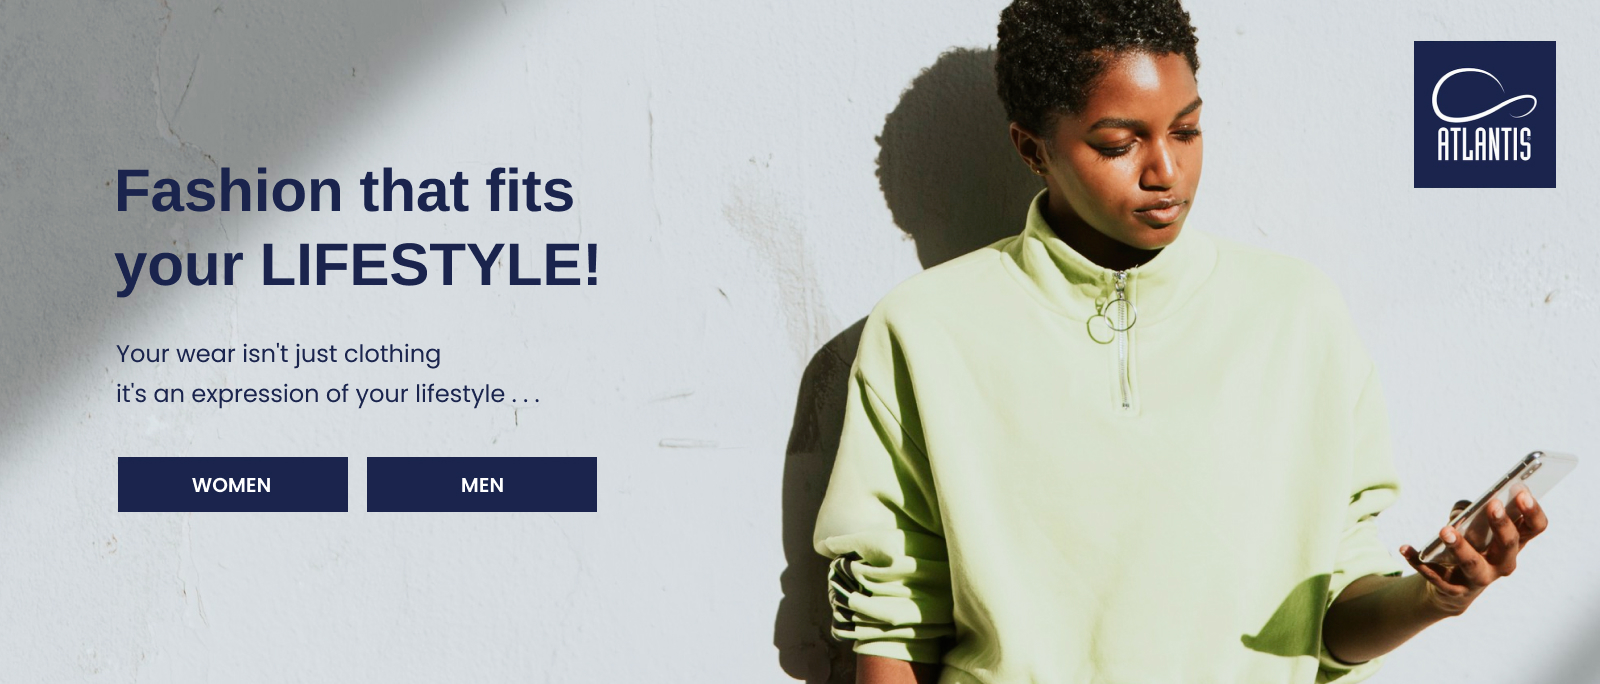 Fashion that fits
your LIFESTYLE!
Your wear isn't just clothing
it's an expression of your lifestyle . . .
WOMEN
MEN
ATLANTIS